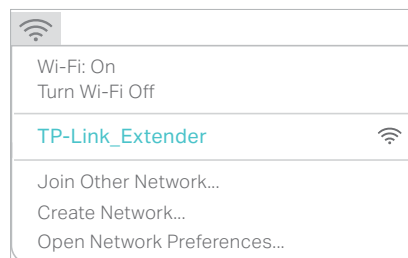 Wi-Fi: On
Turn Wi-Fi Off
TP-Link_Extender
Join Other Network...
Create Network...
Open Network Preferences...